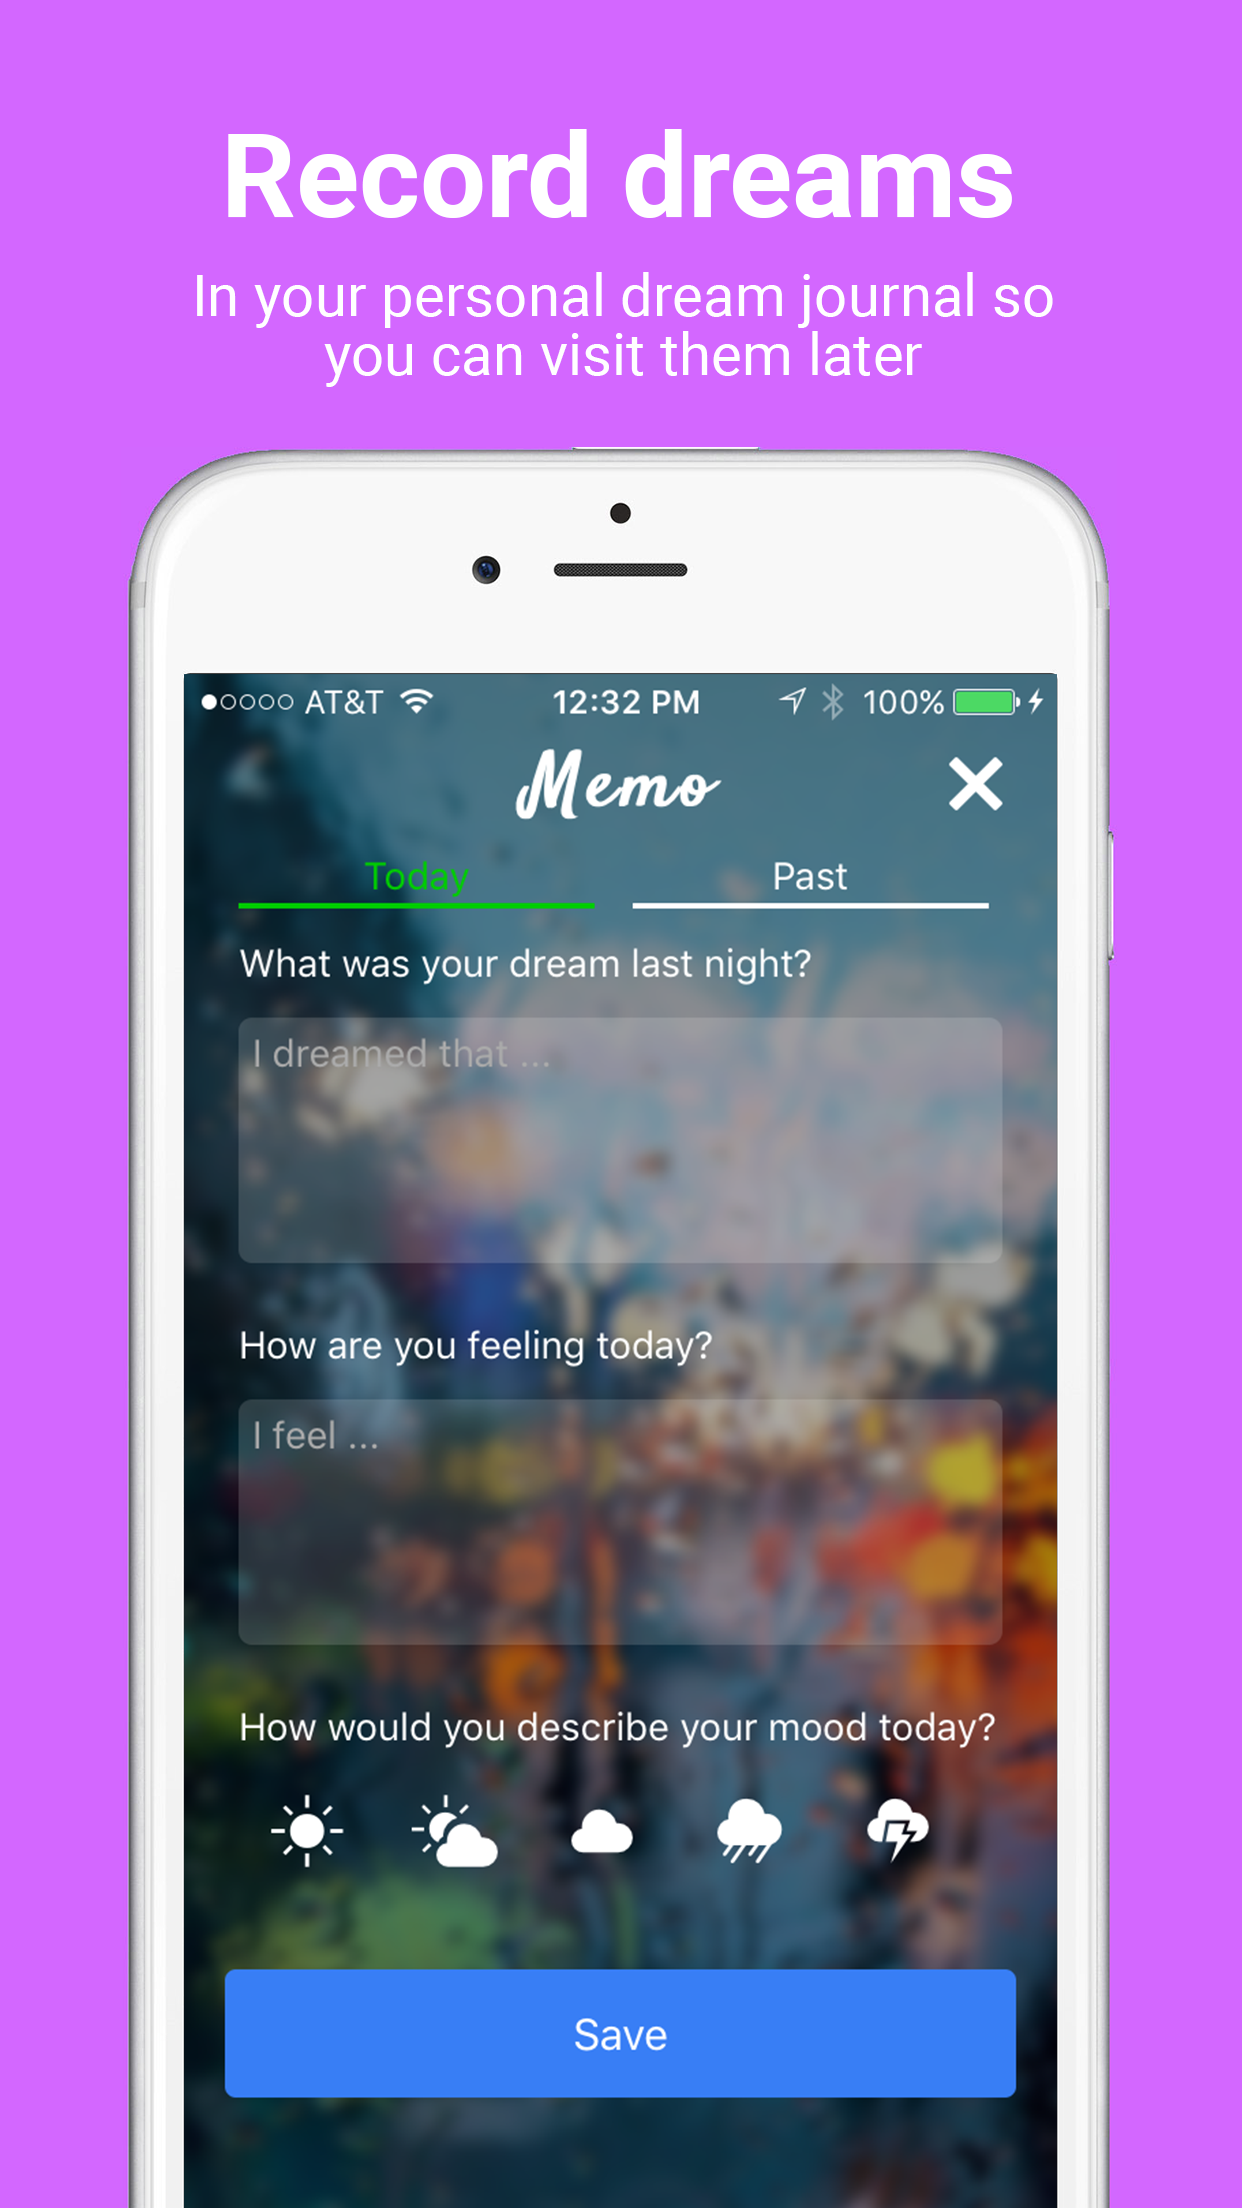 Record dreams
In your personal dream journal so
you can visit them later
AT&T 12:32 PM 100%
Memo
Today Past
What was your dream last night?
I dreamed that ...
How are you feeling today?
I feel ...
How would you describe your mood today?
Save